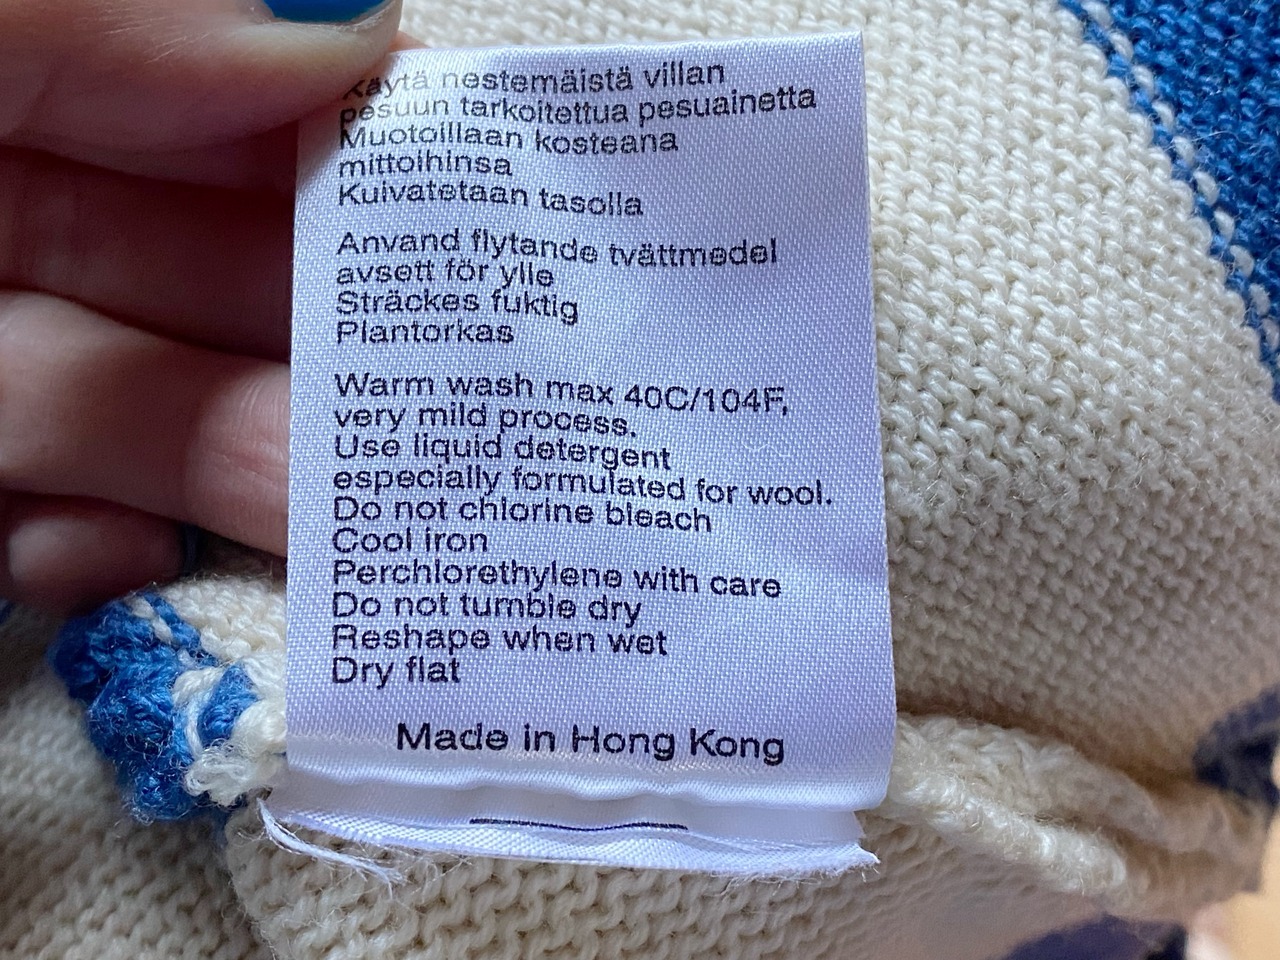 Käytä nestemäistä villan
pesuun tarkoitettua pesuainetta
Muotoillaan kosteana
mittoihinsa
Kuivatetaan tasolla
Anvand flytande tvättmedel
avsett för ylle
Sträckes fuktig
Plantorkas
Warm wash max 40C/104F,
very mild process.
Use liquid detergent
especially formulated for wool.
Do not chlorine bleach
Cool iron
Perchlorethylene with care
Do not tumble dry
Reshape when wet
Dry flat
Made in Hong Kong